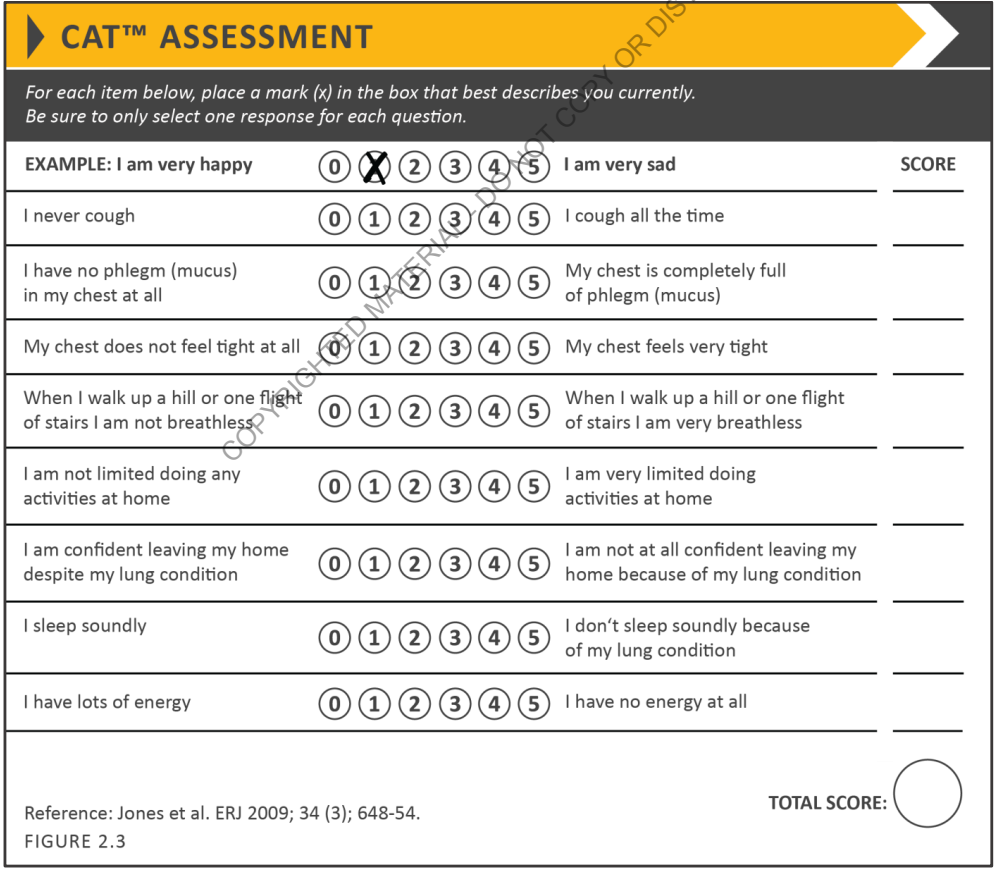 CAT™ ASSESSMENT
For each item below, place a mark (x) in the box that best describes you currently.
Be sure to only select one response for each question.
EXAMPLE: I am very happy 0 X 2 3 4 5 I am very sad SCORE
I never cough 0 1 2 3 4 5 I cough all the time
I have no phlegm (mucus)
in my chest at all
0 1 2 3 4 5
My chest is completely full
of phlegm (mucus)
My chest does not feel tight at all 0 1 2 3 4 5 My chest feels very tight
When I walk up a hill or one flight
of stairs I am not breathless
0 1 2 3 4 5
When I walk up a hill or one flight
of stairs I am very breathless
I am not limited doing any
activities at home
0 1 2 3 4 5
I am very limited doing
activities at home
I am confident leaving my home
despite my lung condition
0 1 2 3 4 5
I am not at all confident leaving my
home because of my lung condition
I sleep soundly
0 1 2 3 4 5
I don‘t sleep soundly because
of my lung condition
I have lots of energy 0 1 2 3 4 5 I have no energy at all
TOTAL SCORE:
Reference: Jones et al. ERJ 2009; 34 (3); 648-54.
FIGURE 2.3
COPYRIGHTED MATERIAL - DO NOT COPY OR